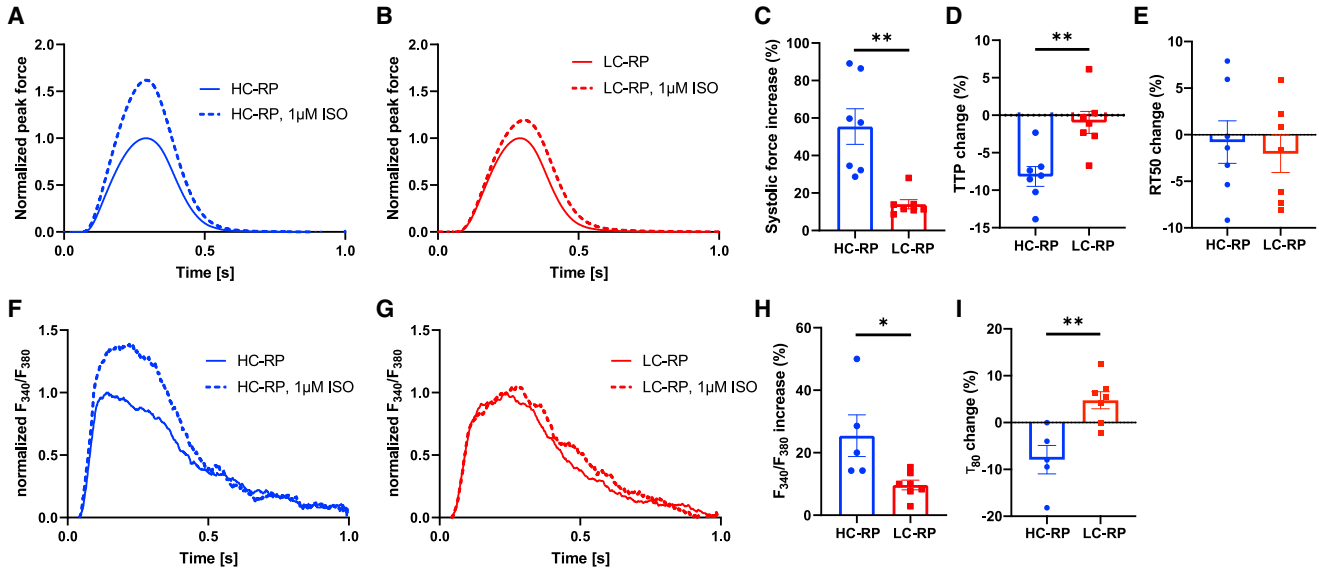 A
Normalized peak force
2.0
1.5
1.0
0.5
0.0
0.0
0.5
1.0
Time [s]
HC-RP
HC-RP, 1µM ISO
B
Normalized peak force
2.0
1.5
1.0
0.5
0.0
0.0
0.5
1.0
Time [s]
LC-RP
LC-RP, 1µM ISO
C
Systolic force increase (%)
100
80
60
40
20
0
**
HC-RP
LC-RP
D
TTP change (%)
10
5
0
-5
-10
-15
**
HC-RP
LC-RP
E
RT50 change (%)
10
5
0
-5
10
HC-RP
LC-RP
F
normalized F340/F380
1.5
1.0
0.5
0.0
0.0
0.5
1.0
Time [s]
HC-RP
HC-RP, 1µM ISO
G
normalized F340/F380
1.5
1.0
0.5
0.0
0.0
0.5
1.0
Time [s]
LC-RP
LC-RP, 1µM ISO
H
F340/F380 increase (%)
60
40
20
0
*
HC-RP
LC-RP
I
T80 change (%)
20
10
0
-10
-20
**
HC-RP
LC-RP